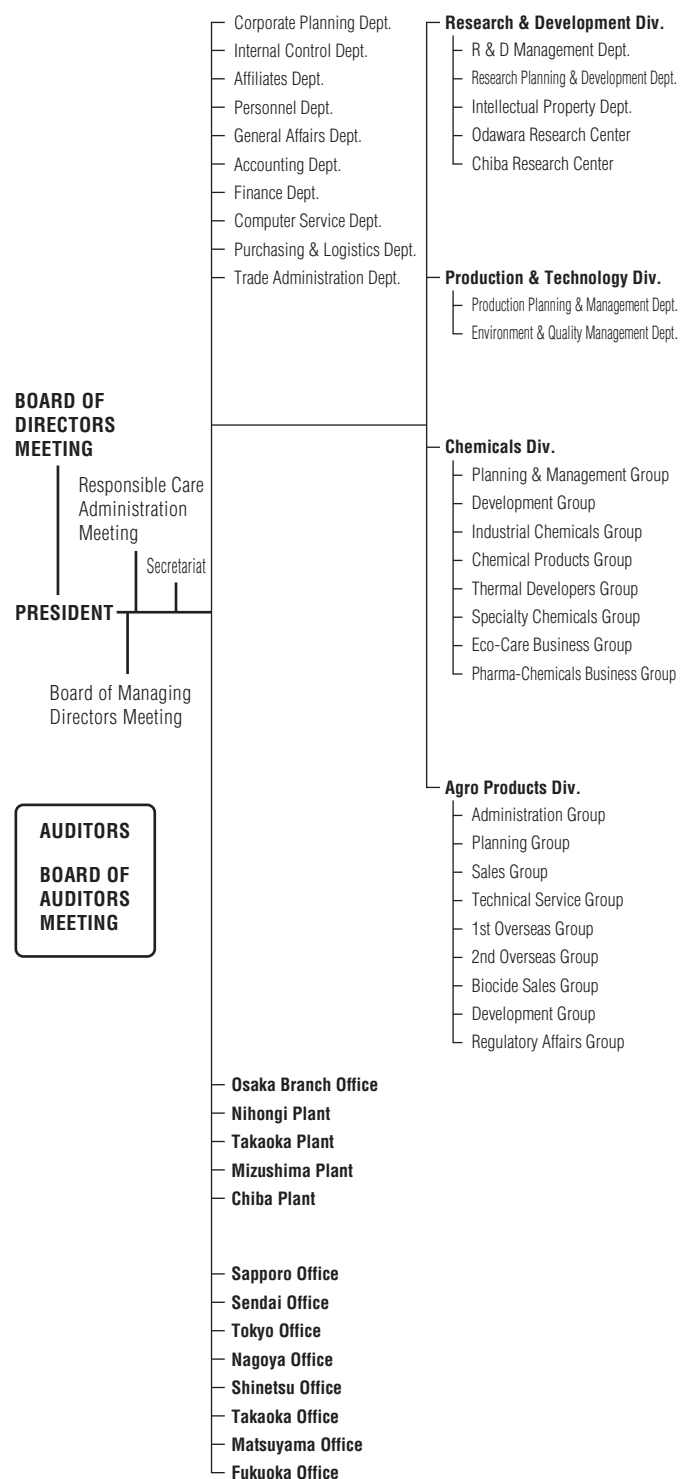 Corporate Planning Dept.
Internal Control Dept.
Affiliates Dept.
Personnel Dept.
General Affairs Dept.
Accounting Dept.
Finance Dept.
Computer Service Dept.
Purchasing & Logistics Dept.
Trade Administration Dept.
Research & Development Div.
R & D Management Dept.
Research Planning & Development Dept.
Intellectual Property Dept.
Odawara Research Center
Chiba Research Center
Production & Technology Div.
Production Planning & Management Dept.
Environment & Quality Management Dept.
BOARD OF
DIRECTORS
MEETING
Responsible Care
Administration
Meeting
Secretariat
PRESIDENT
Board of Managing
Directors Meeting
AUDITORS
BOARD OF
AUDITORS
MEETING
Chemicals Div.
Planning & Management Group
Development Group
Industrial Chemicals Group
Chemical Products Group
Thermal Developers Group
Specialty Chemicals Group
Eco-Care Business Group
Pharma-Chemicals Business Group
Agro Products Div.
Administration Group
Planning Group
Sales Group
Technical Service Group
1st Overseas Group
2nd Overseas Group
Biocide Sales Group
Development Group
Regulatory Affairs Group
Osaka Branch Office
Nihongi Plant
Takaoka Plant
Mizushima Plant
Chiba Plant
Sapporo Office
Sendai Office
Tokyo Office
Nagoya Office
Shinetsu Office
Takaoka Office
Matsuyama Office
Fukuoka Office